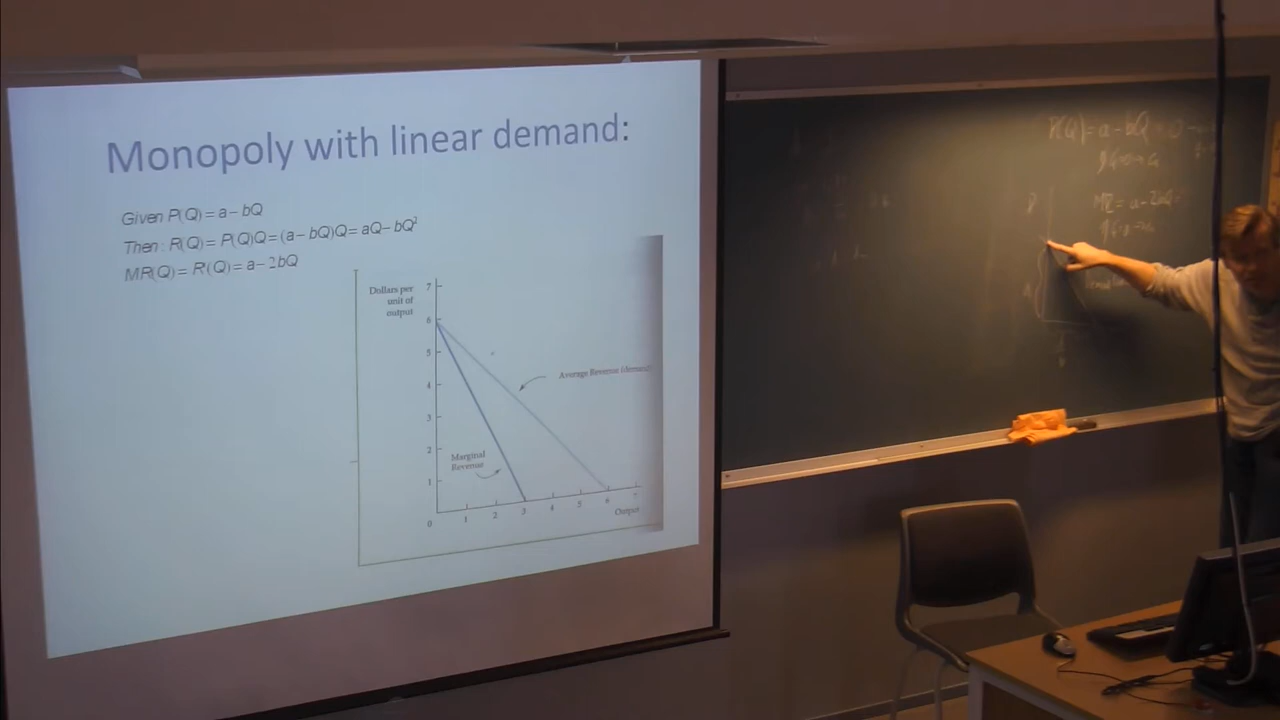 Monopoly with linear demand:
Given P(Q) = a − bQ
Then: R(Q) = P(Q)Q = (a − bQ)Q = aQ − bQ²
MR(Q) = R'(Q) = a − 2bQ
Dollars per
unit of
output
7
6
5
4
3
2
1
0
1
2
3
4
5
6
7
Output
Average Revenue (demand)
Marginal
Revenue
P(Q) = a − bQ
MR = a − 2bQ